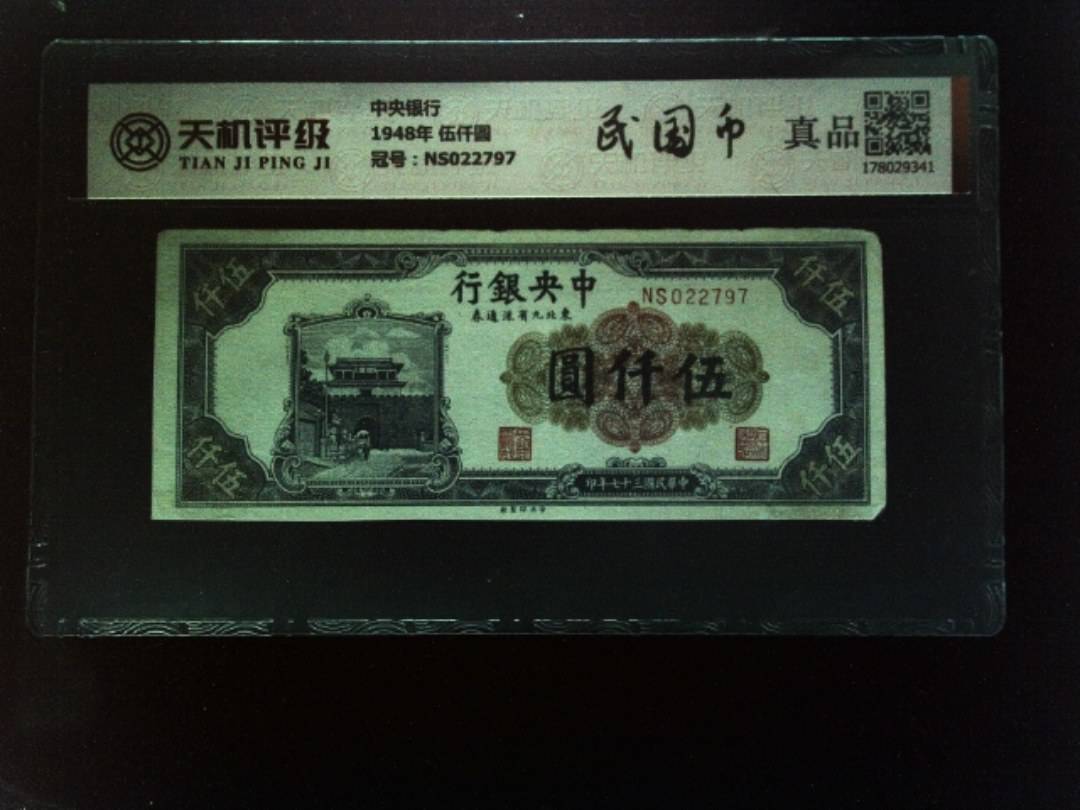 天机评级
TIAN JI PING JI
中央银行
1948年 伍仟圆
冠号：NS022797
民国币
真品
178029341
行銀央中
券通流省九北東
NS022797
圓仟伍
仟伍
仟伍
仟伍
仟伍
印年七十三國民華中